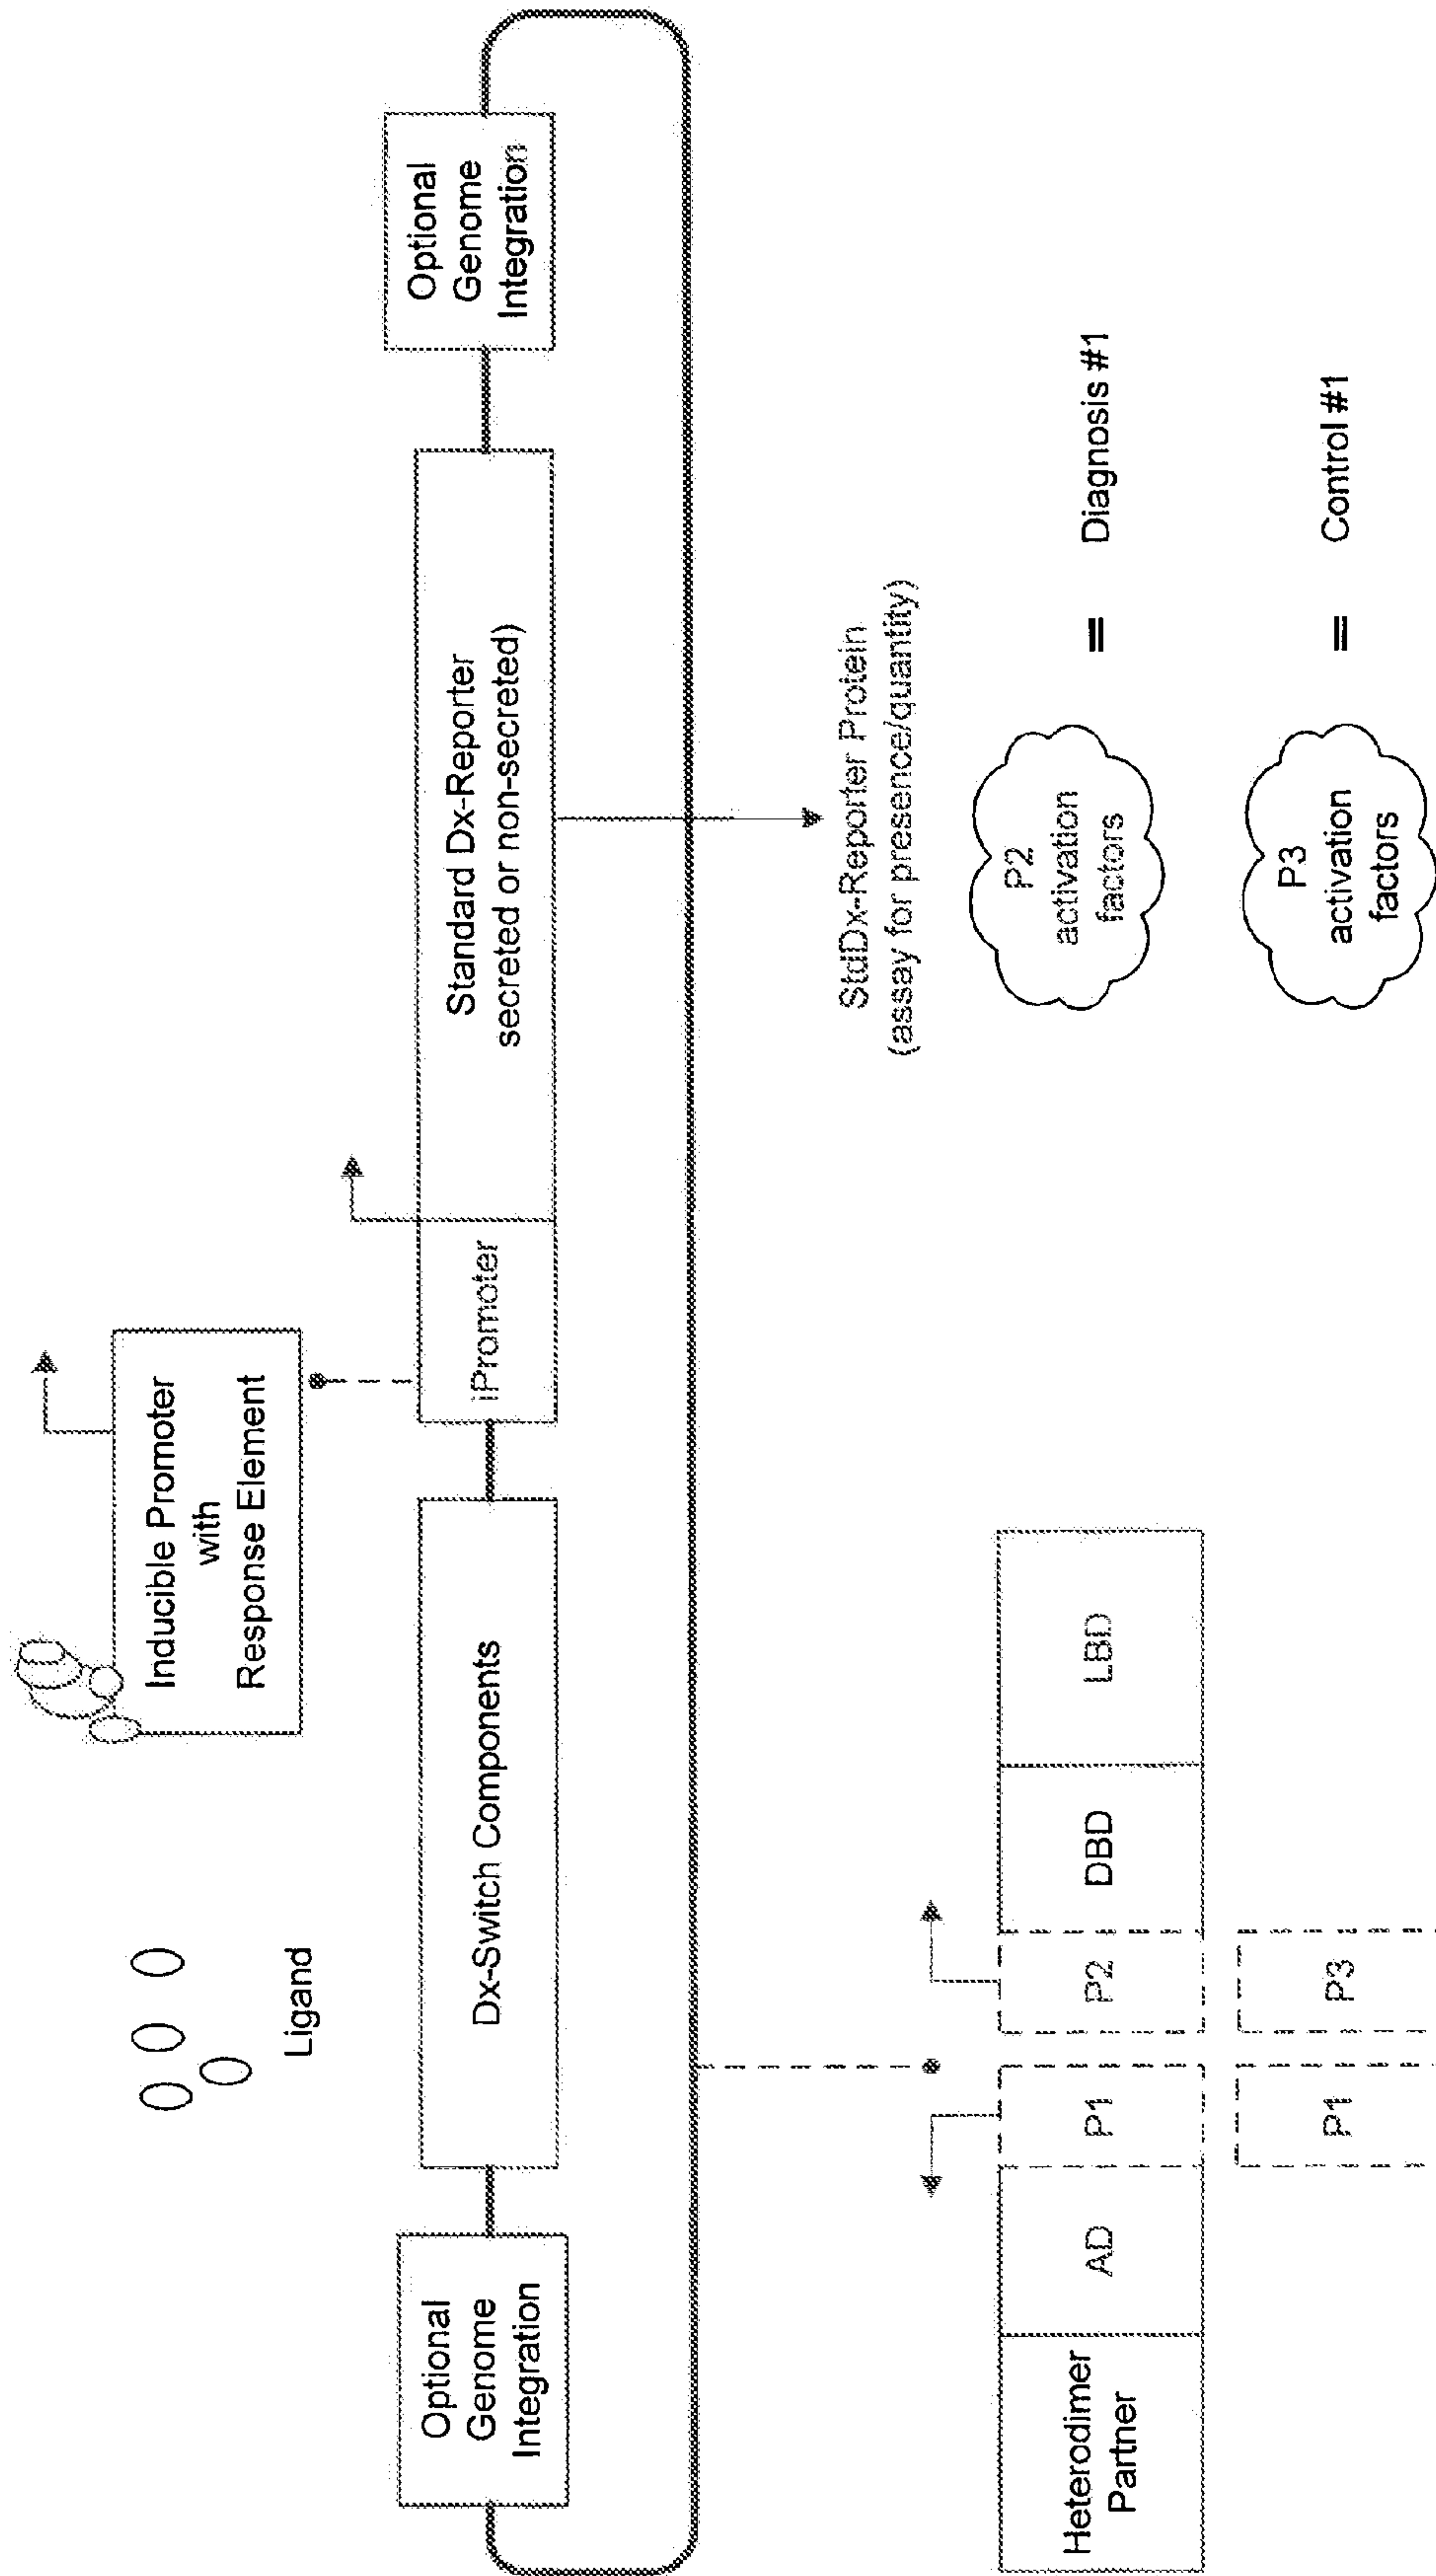 Ligand
Inducible Promoter
with
Response Element
Optional
Genome
Integration
Dx-Switch Components
iPromoter
Standard Dx-Reporter
secreted or non-secreted)
Optional
Genome
Integration
StdDx-Reporter Protein
(assay for presence/quantity)
Heterodimer
Partner
AD
P1
P2
DBD
LBD
P1
P3
P2
activation
factors
=
Diagnosis #1
P3
activation
factors
=
Control #1